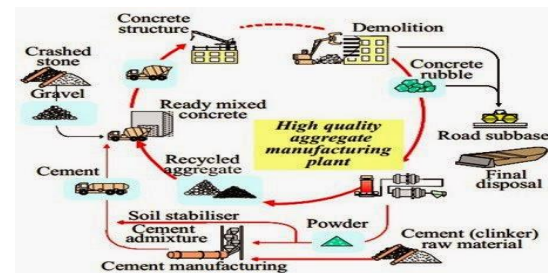 Concrete
structure
Demolition
Crashed
stone
Gravel
Concrete
rubble
Ready mixed
concrete
High quality
aggregate
manufacturing
plant
Road subbase
Final
disposal
Recycled
aggregate
Cement
Soil stabiliser
Cement
admixture
Powder
Cement (clinker)
raw material
Cement manufacturing